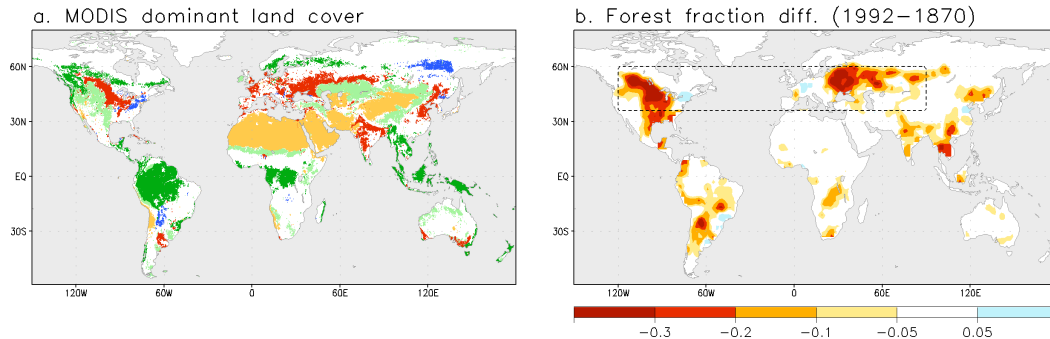 a. MODIS dominant land cover
b. Forest fraction diff. (1992−1870)
60N
30N
EQ
30S
120W
60W
0
60E
120E
60N
30N
EQ
30S
120W
60W
0
60E
120E
−0.3
−0.2
−0.1
−0.05
0.05